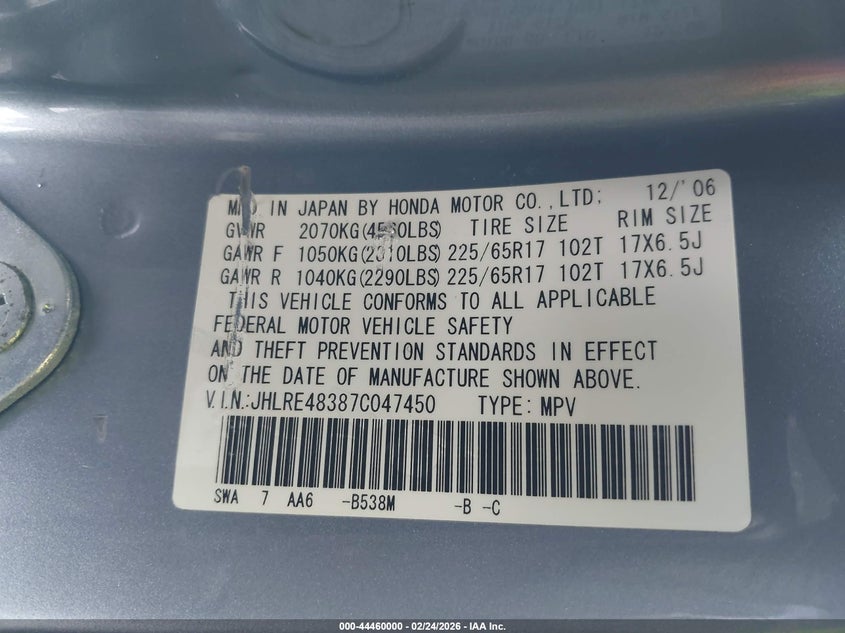 MFD IN JAPAN BY HONDA MOTOR CO.,LTD; 12/'06
GVWR 2070KG(4560LBS) TIRE SIZE RIM SIZE
GAWR F 1050KG(2310LBS) 225/65R17 102T 17X6.5J
GAWR R 1040KG(2290LBS) 225/65R17 102T 17X6.5J
THIS VEHICLE CONFORMS TO ALL APPLICABLE
FEDERAL MOTOR VEHICLE SAFETY
AND THEFT PREVENTION STANDARDS IN EFFECT
ON THE DATE OF MANUFACTURE SHOWN ABOVE.
V.I.N.:JHLRE48387C047450 TYPE: MPV
SWA 7 AA6 -B538M -B -C
000-44460000 - 02/24/2026 - IAA Inc.